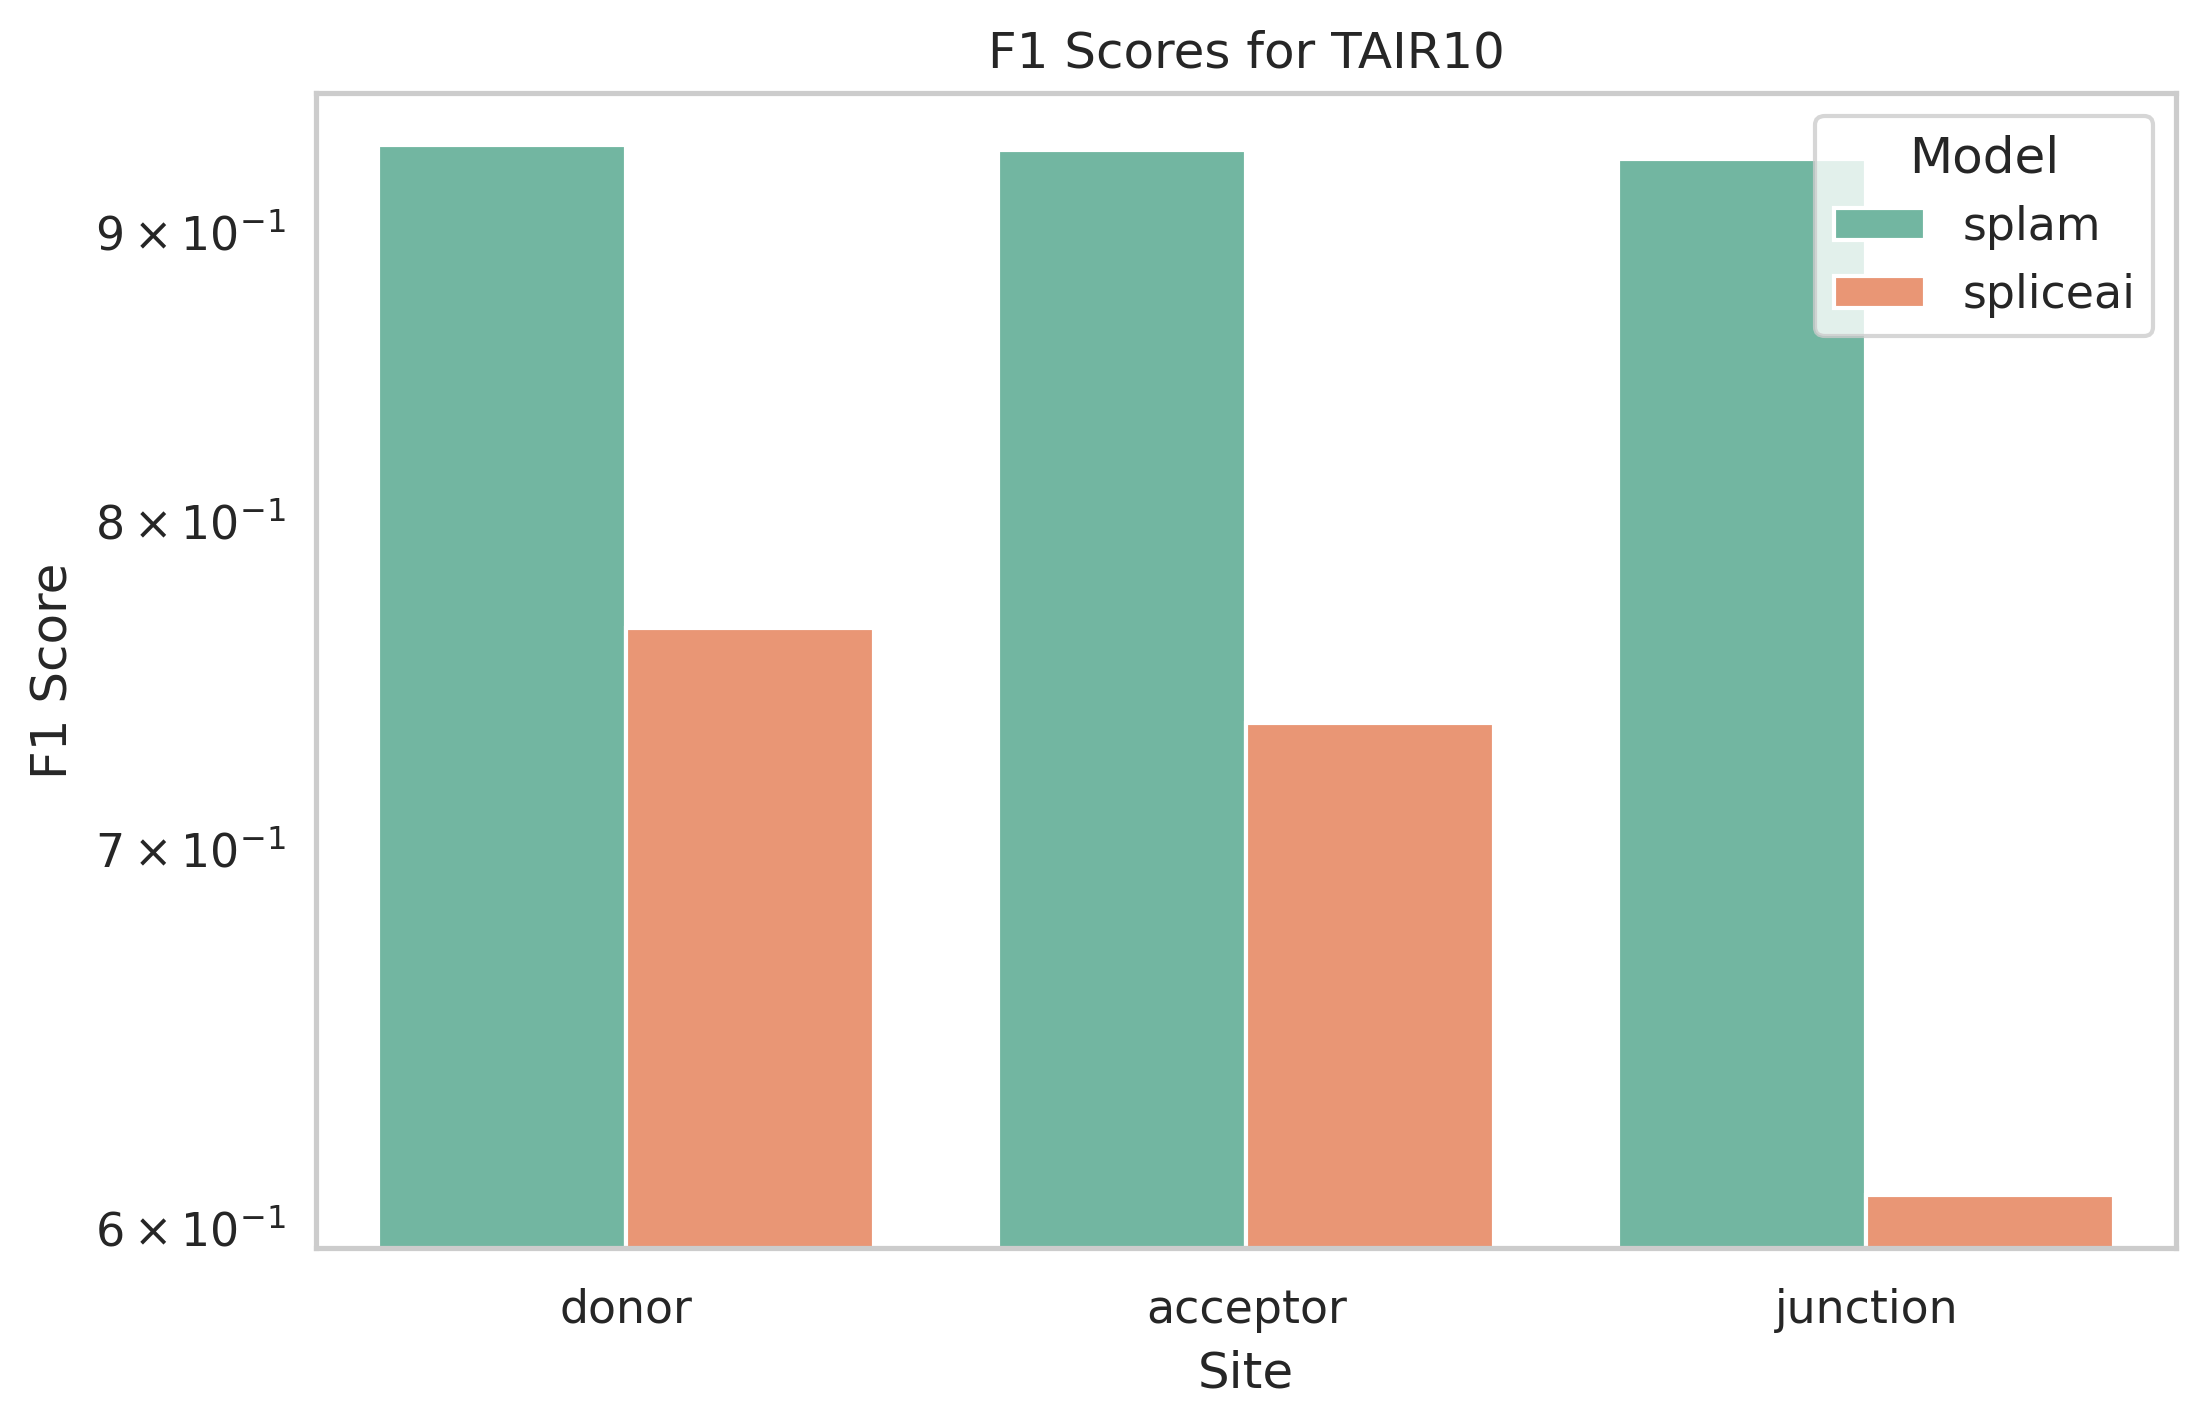 F1 Scores for TAIR10
Model
splam
spliceai
F1 Score
9 × 10⁻¹
8 × 10⁻¹
7 × 10⁻¹
6 × 10⁻¹
donor acceptor junction
Site